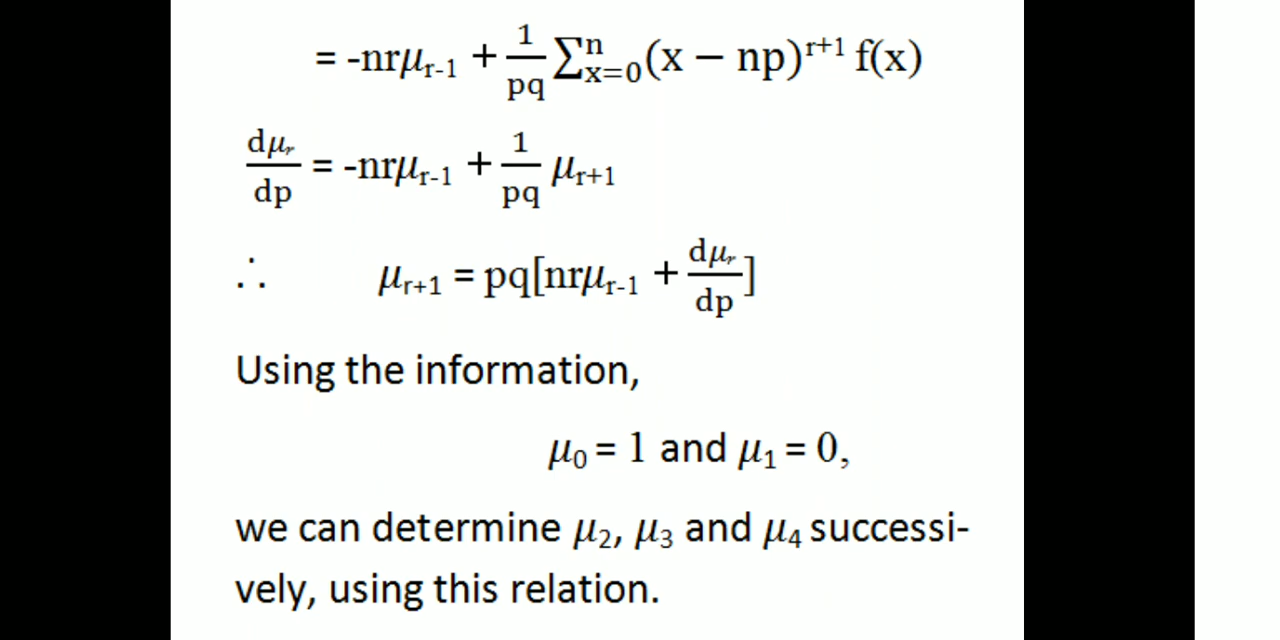 = -nrμᵣ₋₁ + 1/pq ∑ⁿₓ₌₀(x − np)ʳ⁺¹ f(x)
dμᵣ/dp = -nrμᵣ₋₁ + 1/pq μᵣ₊₁
∴ μᵣ₊₁ = pq[nrμᵣ₋₁ + dμᵣ/dp]
Using the information,
μ₀ = 1 and μ₁ = 0,
we can determine μ₂, μ₃ and μ₄ successi-
vely, using this relation.